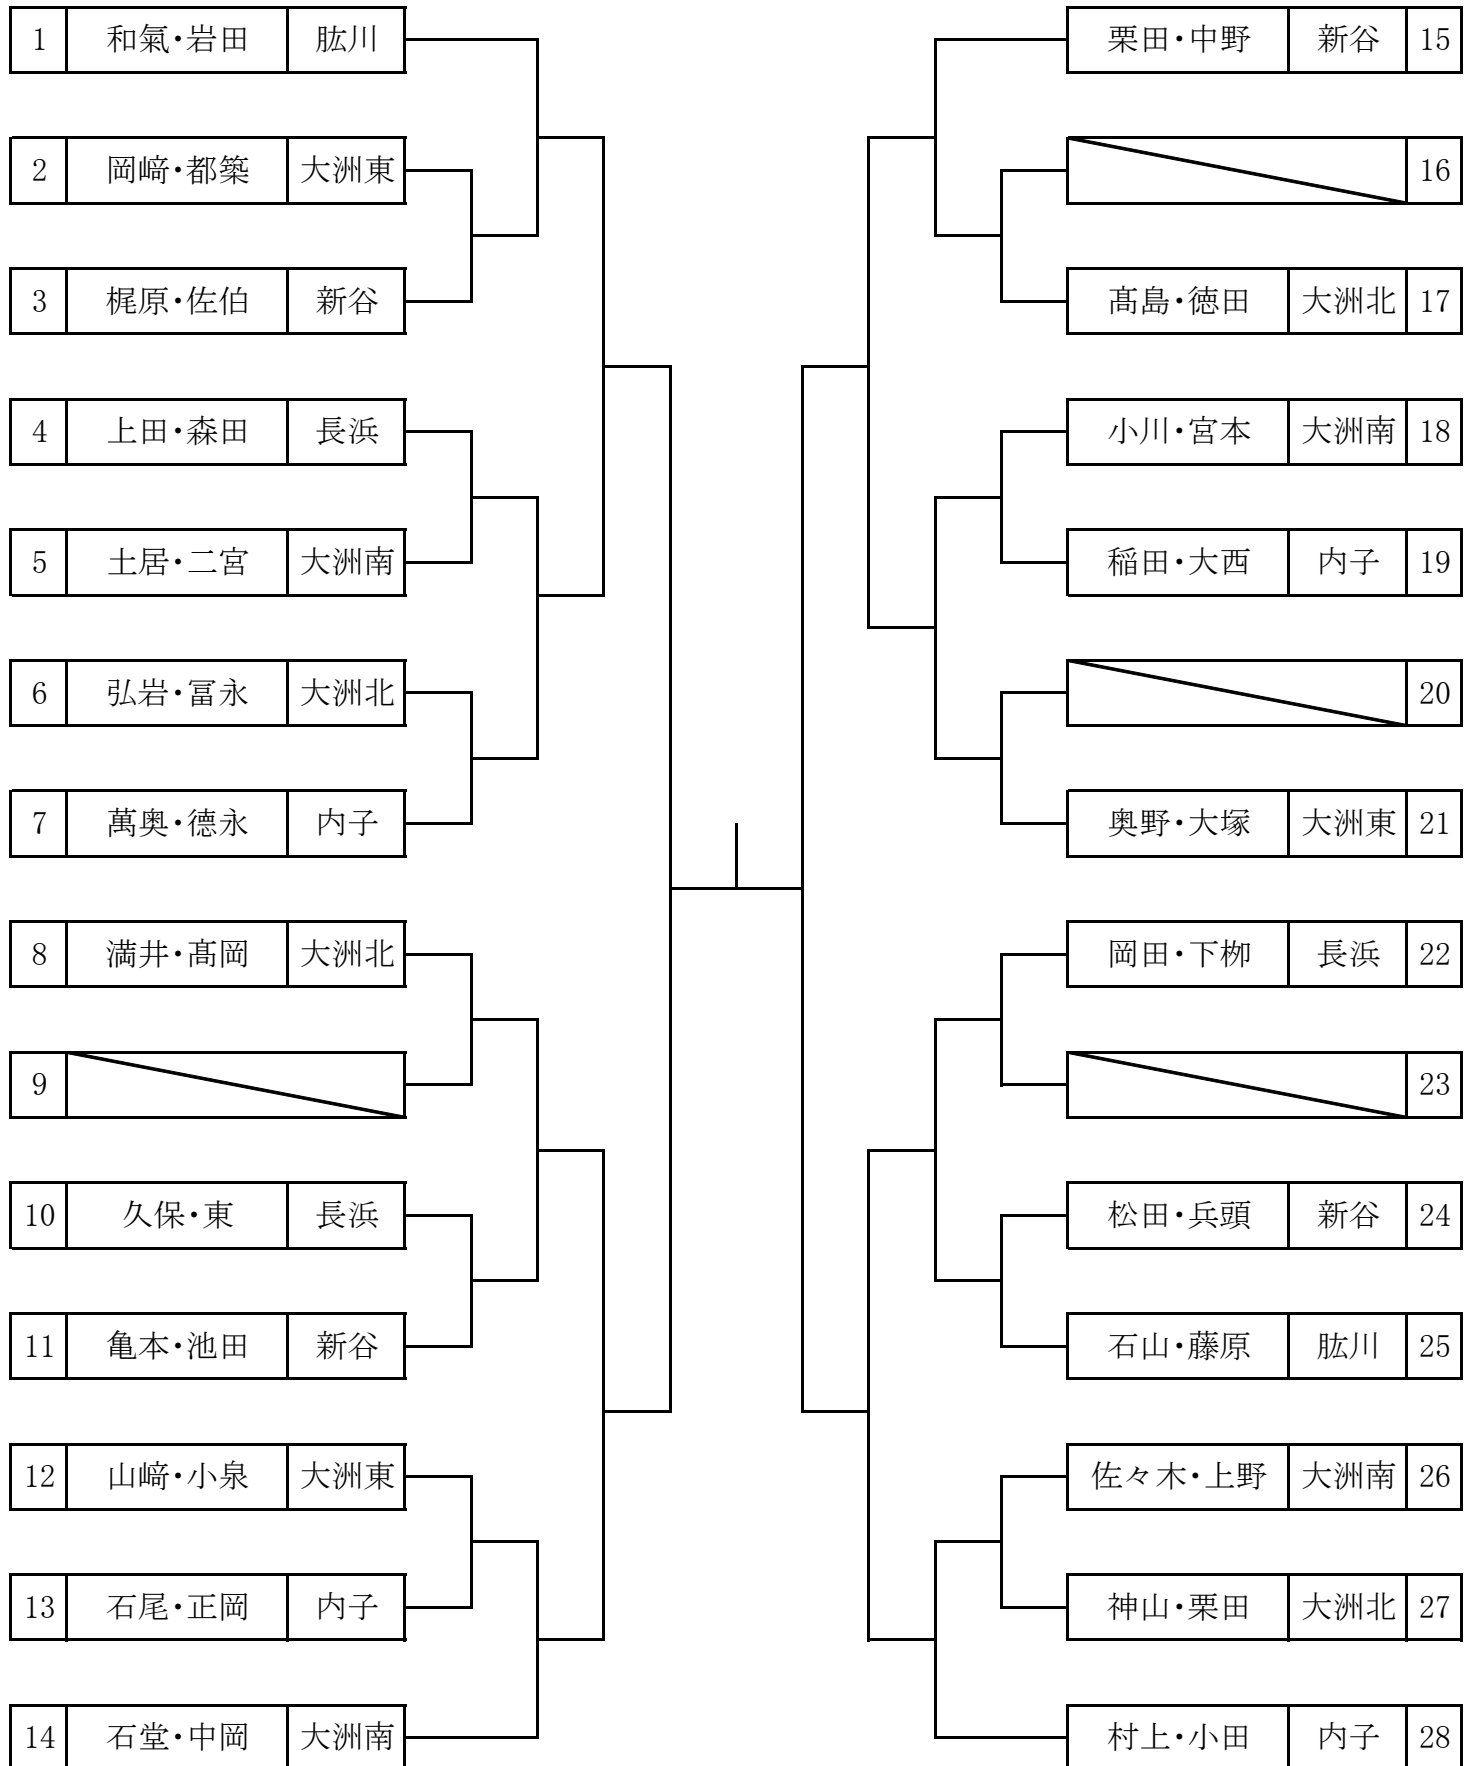 1 和氣・岩田 肱川
2 岡﨑・都築 大洲東
3 梶原・佐伯 新谷
4 上田・森田 長浜
5 土居・二宮 大洲南
6 弘岩・冨永 大洲北
7 萬奥・德永 内子
8 満井・髙岡 大洲北
9
10 久保・東 長浜
11 亀本・池田 新谷
12 山﨑・小泉 大洲東
13 石尾・正岡 内子
14 石堂・中岡 大洲南
栗田・中野 新谷 15
16
髙島・徳田 大洲北 17
小川・宮本 大洲南 18
稲田・大西 内子 19
20
奥野・大塚 大洲東 21
岡田・下栁 長浜 22
23
松田・兵頭 新谷 24
石山・藤原 肱川 25
佐々木・上野 大洲南 26
神山・栗田 大洲北 27
村上・小田 内子 28